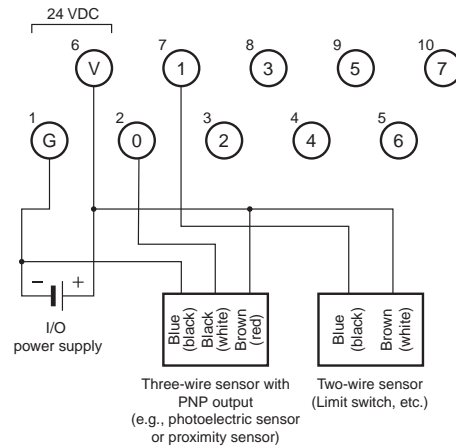 24 VDC
6
V
7
1
8
3
9
5
10
7
1
G
2
0
3
2
4
4
5
6
− +
I/O
power supply
Blue
(black)
Black
(white)
Brown
(red)
Blue
(black)
Brown
(white)
Three-wire sensor with
PNP output
(e.g., photoelectric sensor
or proximity sensor)
Two-wire sensor
(Limit switch, etc.)